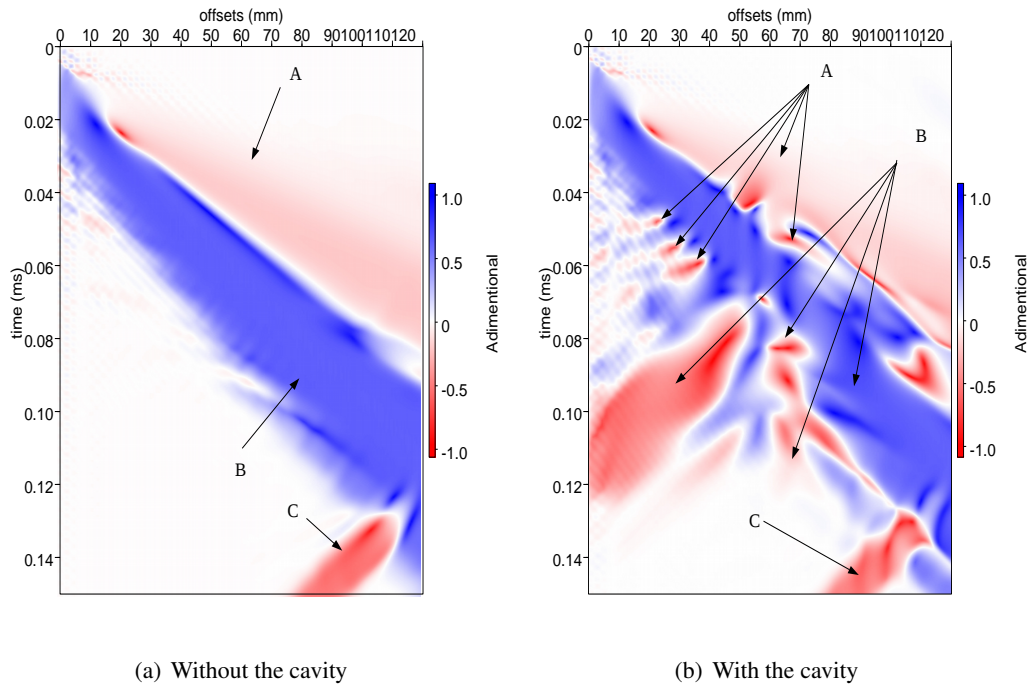 offsets (mm)
0 10 20 30 40 50 60 70 80 90 100 110 120
0
0.02
0.04
0.06
0.08
0.10
0.12
0.14
time (ms)
A
B
C
1.0
0.5
0
-0.5
-1.0
Adimentional
(a) Without the cavity
offsets (mm)
0 10 20 30 40 50 60 70 80 90 100 110 120
0
0.02
0.04
0.06
0.08
0.10
0.12
0.14
time (ms)
A
B
C
1.0
0.5
0
-0.5
-1.0
Adimentional
(b) With the cavity